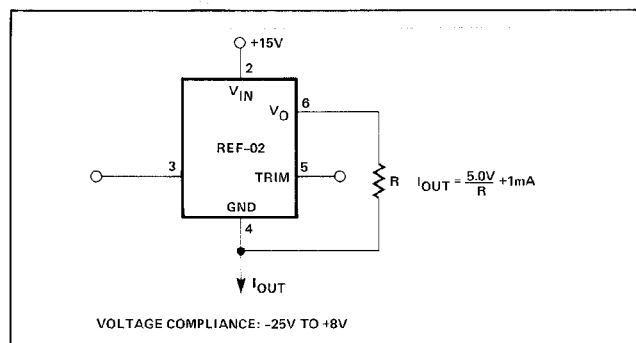 +15V
2
VIN
VO
6
REF-02
3
TRIM
5
GND
4
R
IOUT = 5.0V/R +1mA
IOUT
VOLTAGE COMPLIANCE: -25V TO +8V